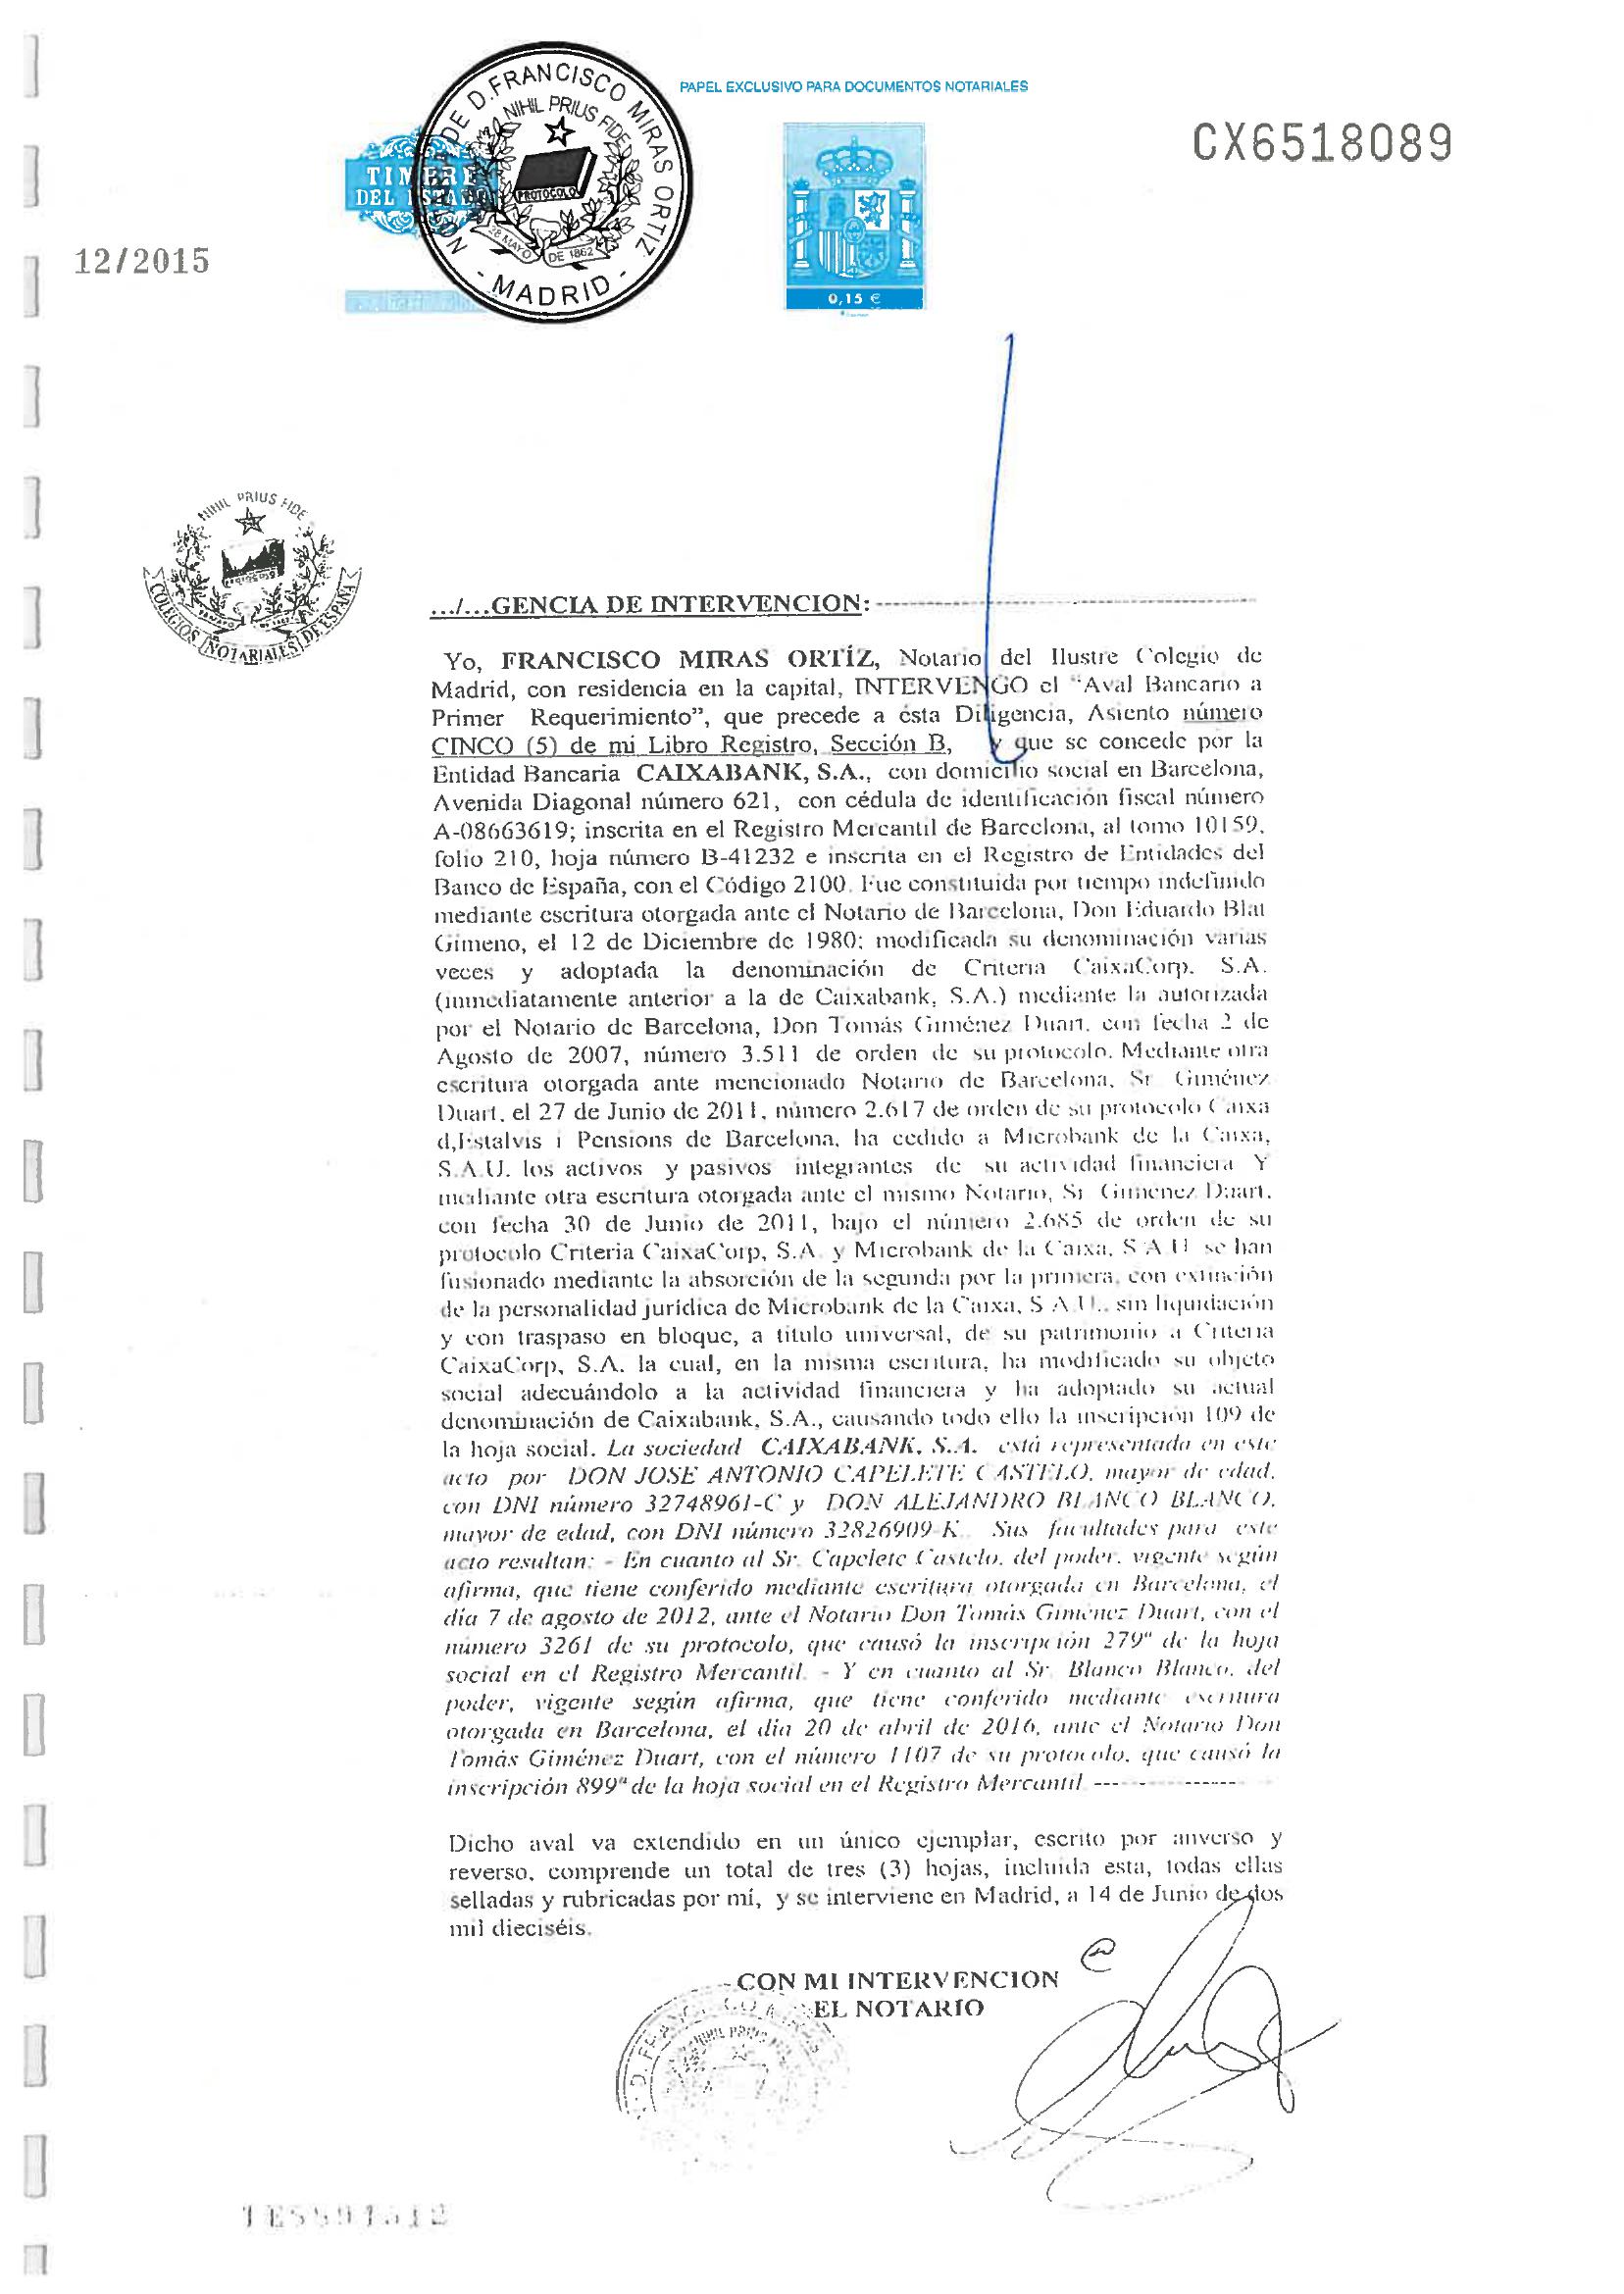 PAPEL EXCLUSIVO PARA DOCUMENTOS NOTARIALES
CX6518089
TIMBRE
DEL ESTADO
NOTARIA DE D. FRANCISCO MIRAS ORTIZ
NIHIL PRIUS FIDE
PROTOCOLO
28 MAYO DE 1862
- MADRID -
0,15 €
12/2015
NIHIL PRIUS FIDE
COLEGIOS NOTARIALES DE ESPAÑA
.../...GENCIA DE INTERVENCION:
Yo, FRANCISCO MIRAS ORTÍZ, Notario del Ilustre Colegio de
Madrid, con residencia en la capital, INTERVENGO el "Aval Bancario a
Primer Requerimiento", que precede a ésta Diligencia, Asiento número
CINCO (5) de mi Libro Registro, Sección B, y que se concede por la
Entidad Bancaria CAIXABANK, S.A., con domicilio social en Barcelona,
Avenida Diagonal número 621, con cédula de identificación fiscal número
A-08663619; inscrita en el Registro Mercantil de Barcelona, al tomo 10159,
folio 210, hoja número B-41232 e inscrita en el Registro de Entidades del
Banco de España, con el Código 2100. Fue constituida por tiempo indefinido
mediante escritura otorgada ante el Notario de Barcelona, Don Eduardo Blat
Gimeno, el 12 de Diciembre de 1980; modificada su denominación varias
veces y adoptada la denominación de Criteria CaixaCorp. S.A.
(inmediatamente anterior a la de Caixabank, S.A.) mediante la autorizada
por el Notario de Barcelona, Don Tomás Giménez Duart. con fecha 2 de
Agosto de 2007, número 3.511 de orden de su protocolo. Mediante otra
escritura otorgada ante mencionado Notario de Barcelona, Sr. Giménez
Duart, el 27 de Junio de 2011, número 2.617 de orden de su protocolo Caixa
d,Estalvis i Pensions de Barcelona, ha cedido a Microbank de la Caixa,
S.A.U. los activos y pasivos integrantes de su actividad financiera Y
mediante otra escritura otorgada ante el mismo Notario, Sr Gimenez Duart,
con fecha 30 de Junio de 2011, bajo el número 2.685 de orden de su
protocolo Criteria CaixaCorp, S.A. y Microbank de la Caixa, S.A.U se han
fusionado mediante la absorción de la segunda por la primera, con extinción
de la personalidad jurídica de Microbank de la Caixa, S.A.U., sin liquidación
y con traspaso en bloque, a titulo universal, de su patrimonio a Criteria
CaixaCorp, S.A. la cual, en la misma escritura, ha modificado su objeto
social adecuándolo a la actividad financiera y ha adoptado su actual
denominación de Caixabank, S.A., causando todo ello la inscripción 109 de
la hoja social. La sociedad CAIXABANK, S.A. está representada en este
acto por DON JOSE ANTONIO CAPELETE CASTELO, mayor de edad,
con DNI número 32748961-C y DON ALEJANDRO BLANCO BLANCO,
mayor de edad, con DNI número 32826909-K. Sus facultades para este
acto resultan: - En cuanto al Sr. Capelete Castelo, del poder, vigente según
afirma, que tiene conferido mediante escritura otorgada en Barcelona, el
día 7 de agosto de 2012, ante el Notario Don Tomás Giménez Duart, con el
número 3261 de su protocolo, que causó la inscripción 279ª de la hoja
social en el Registro Mercantil. - Y en cuanto al Sr. Blanco Blanco, del
poder, vigente según afirma, que tiene conferido mediante escritura
otorgada en Barcelona, el día 20 de abril de 2016, ante el Notario Don
Tomás Giménez Duart, con el número 1107 de su protocolo, que causó la
inscripción 899ª de la hoja social en el Registro Mercantil
Dicho aval va extendido en un único ejemplar, escrito por anverso y
reverso, comprende un total de tres (3) hojas, incluida esta, todas ellas
selladas y rubricadas por mí, y se interviene en Madrid, a 14 de Junio de dos
mil dieciséis.
CON MI INTERVENCION
EL NOTARIO